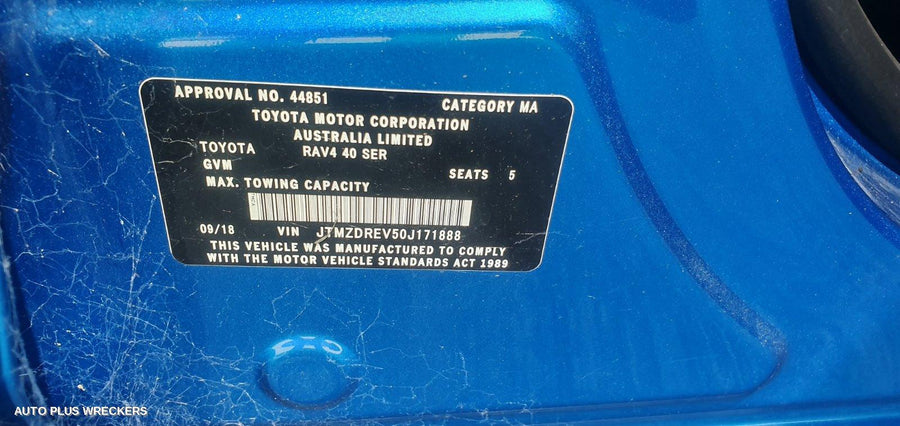 APPROVAL NO. 44851 CATEGORY MA
TOYOTA MOTOR CORPORATION
AUSTRALIA LIMITED
TOYOTA RAV4 40 SER
GVM SEATS 5
MAX. TOWING CAPACITY
09/18 VIN JTMZDREV50J171888
THIS VEHICLE WAS MANUFACTURED TO COMPLY
WITH THE MOTOR VEHICLE STANDARDS ACT 1989
AUTO PLUS WRECKERS